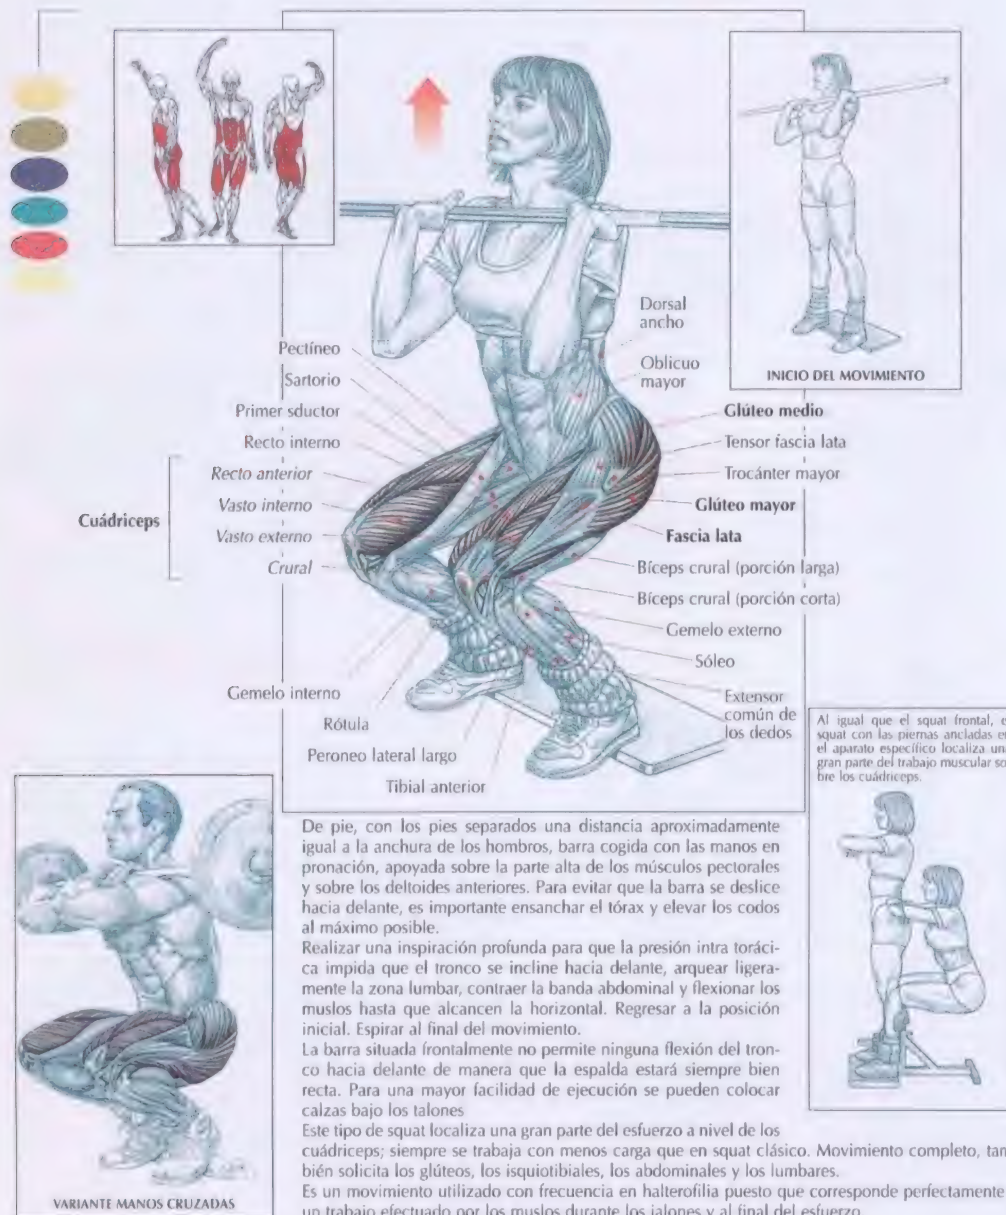 INICIO DEL MOVIMIENTO
Dorsal
ancho
Oblicuo
mayor
Glúteo medio
Tensor fascia lata
Trocánter mayor
Glúteo mayor
Fascia lata
Bíceps crural (porción larga)
Bíceps crural (porción corta)
Gemelo externo
Sóleo
Extensor
común de
los dedos
Pectíneo
Sartorio
Primer sductor
Recto interno
Recto anterior
Vasto interno
Vasto externo
Crural
Cuádriceps
Gemelo interno
Rótula
Peroneo lateral largo
Tibial anterior
Al igual que el squat frontal, e
squat con las piernas ancladas en
el aparato específico localiza una
gran parte del trabajo muscular so
bre los cuádriceps.
De pie, con los pies separados una distancia aproximadamente
igual a la anchura de los hombros, barra cogida con las manos en
pronación, apoyada sobre la parte alta de los músculos pectorales
y sobre los deltoides anteriores. Para evitar que la barra se deslice
hacia delante, es importante ensanchar el tórax y elevar los codos
al máximo posible.
Realizar una inspiración profunda para que la presión intra toráci-
ca impida que el tronco se incline hacia delante, arquear ligera-
mente la zona lumbar, contraer la banda abdominal y flexionar los
muslos hasta que alcancen la horizontal. Regresar a la posición
inicial. Espirar al final del movimiento.
La barra situada frontalmente no permite ninguna flexión del tron-
co hacia delante de manera que la espalda estará siempre bien
recta. Para una mayor facilidad de ejecución se pueden colocar
calzas bajo los talones
Este tipo de squat localiza una gran parte del esfuerzo a nivel de los
cuádriceps; siempre se trabaja con menos carga que en squat clásico. Movimiento completo, tam
bién solicita los glúteos, los isquiotibiales, los abdominales y los lumbares.
Es un movimiento utilizado con frecuencia en halterofilia puesto que corresponde perfectamente
un trabajo efectuado por los muslos durante los jalones y al final del esfuerzo
VARIANTE MANOS CRUZADAS